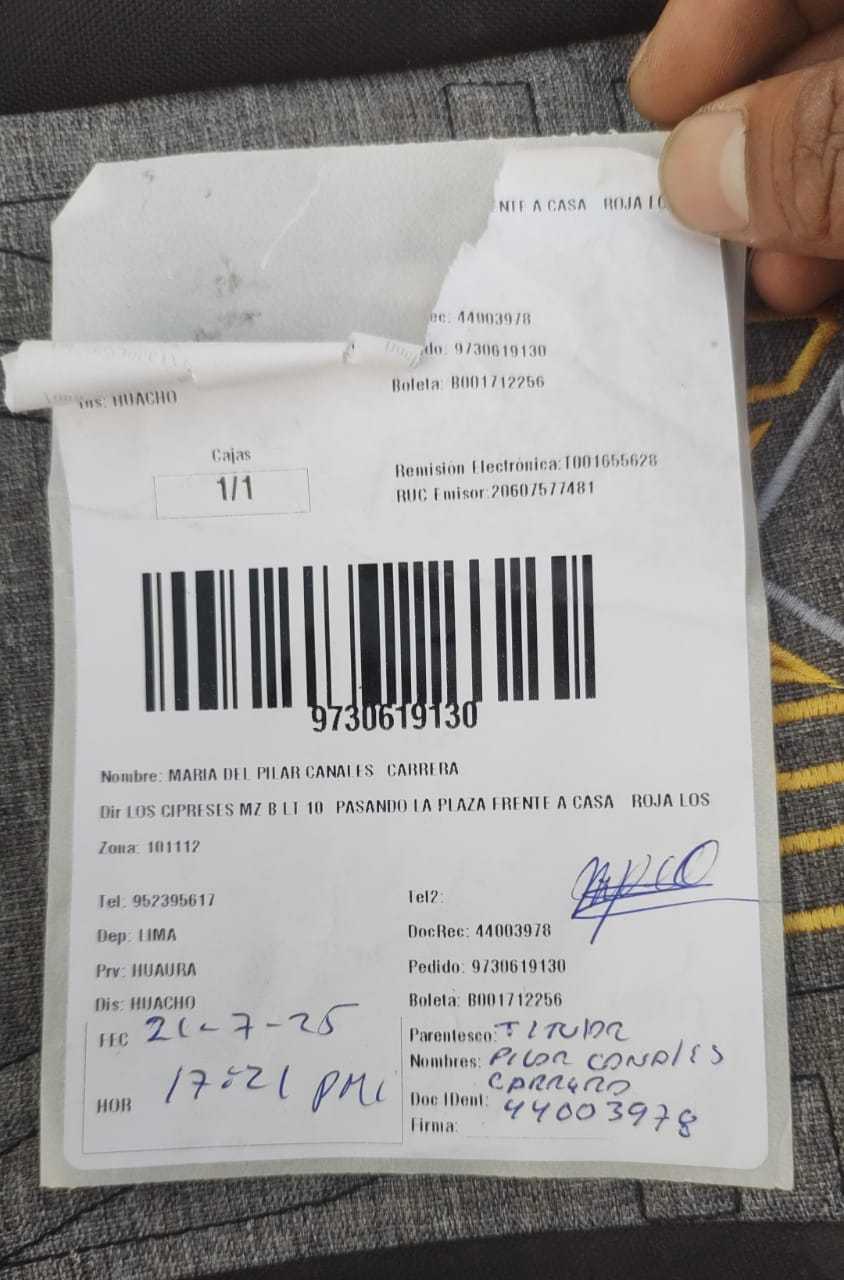 NTE A CASA ROJA LO
ec: 44003978
do: 9730619130
Dis: HUACHO
Boleta: B001712256
Cajas
1/1
Remisión Electrónica:T001655628
RUC Emisor:20607577481
9730619130
Nombre: MARIA DEL PILAR CANALES CARRERA
Dir LOS CIPRESES MZ B LT 10 PASANDO LA PLAZA FRENTE A CASA ROJA LOS
Zona: 101112
Tel: 952395617
Tel2:
Dep: LIMA
DocRec: 44003978
Prv: HUAURA
Pedido: 9730619130
Dis: HUACHO
Boleta: B001712256
FEC 21-7-25
Parentesco: TITULAR
Nombres: PILAR CANALES
CARRERA
HOR 17:21 PM
Doc IDent: 44003978
Firma: